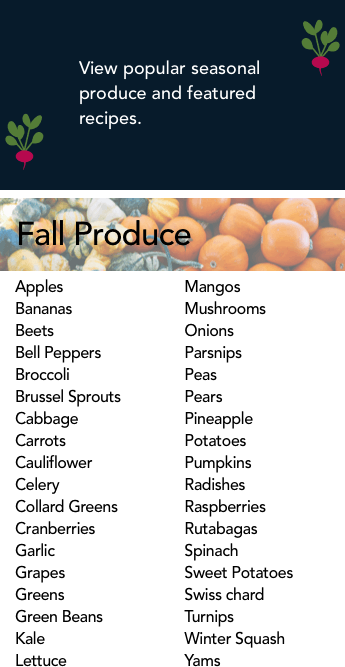 View popular seasonal
produce and featured
recipes.
Fall Produce
Apples
Bananas
Beets
Bell Peppers
Broccoli
Brussel Sprouts
Cabbage
Carrots
Cauliflower
Celery
Collard Greens
Cranberries
Garlic
Grapes
Greens
Green Beans
Kale
Lettuce
Mangos
Mushrooms
Onions
Parsnips
Peas
Pears
Pineapple
Potatoes
Pumpkins
Radishes
Raspberries
Rutabagas
Spinach
Sweet Potatoes
Swiss chard
Turnips
Winter Squash
Yams